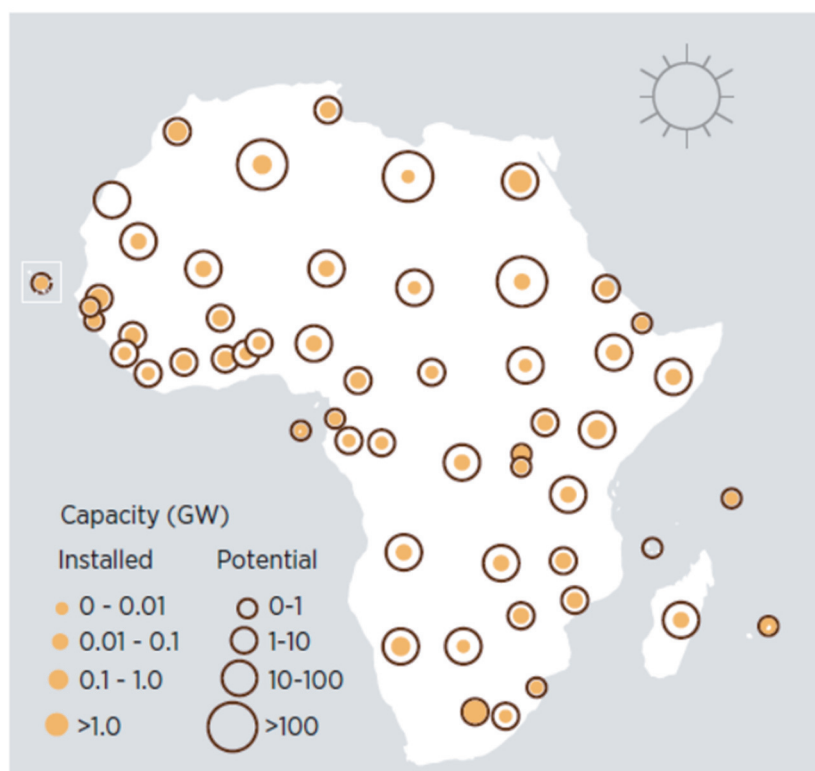 Capacity (GW)
Installed Potential
0 - 0.01 0-1
0.01 - 0.1 1-10
0.1 - 1.0 10-100
>1.0 >100